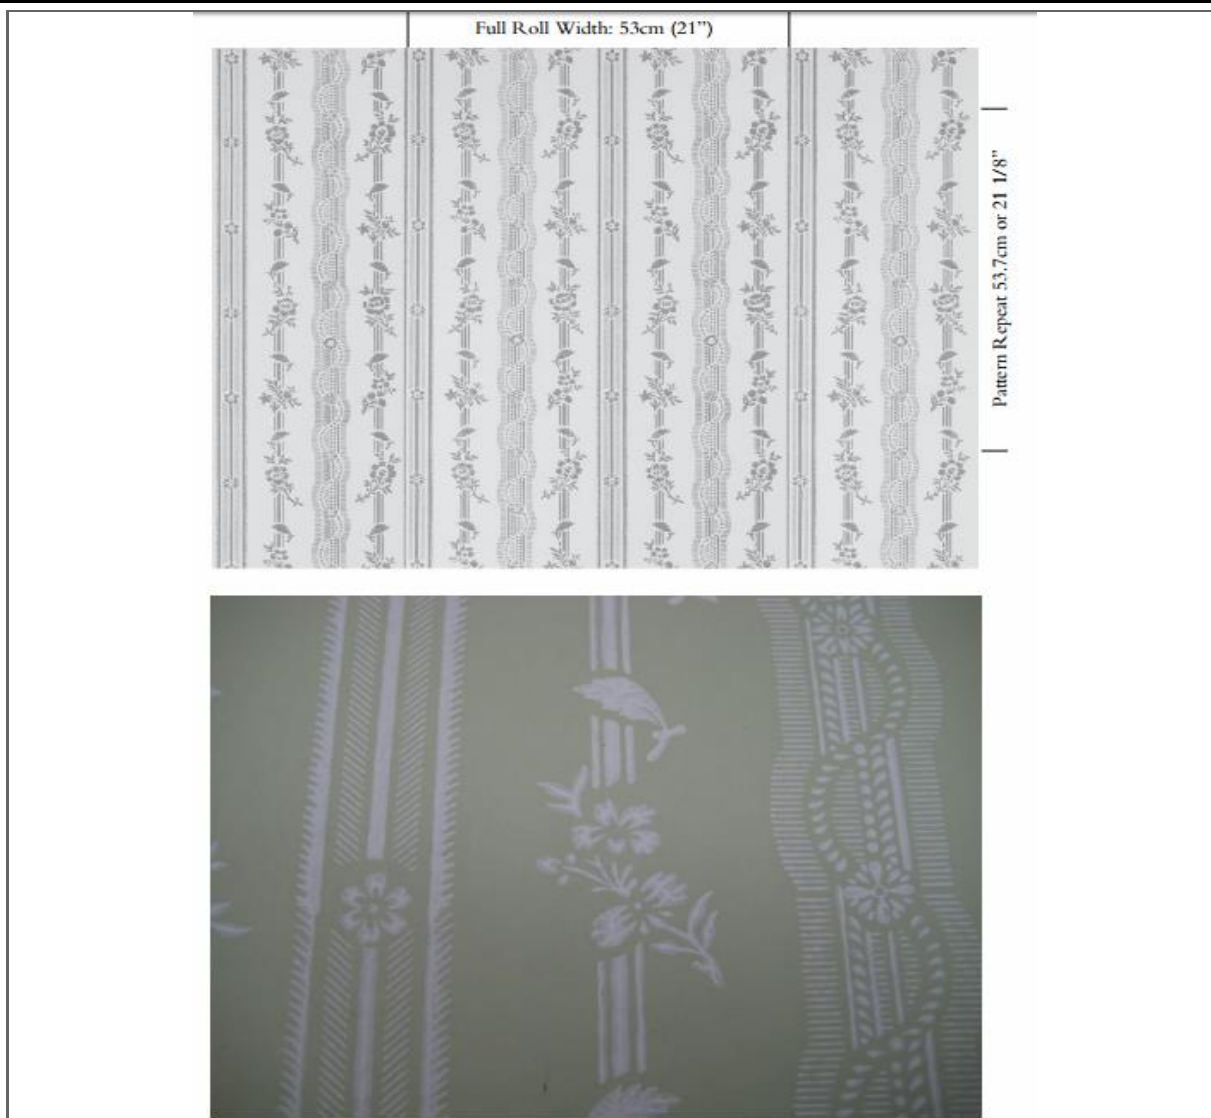 Full Roll Width: 53cm (21”)
Pattern Repeat 53.7cm or 21 1/8”